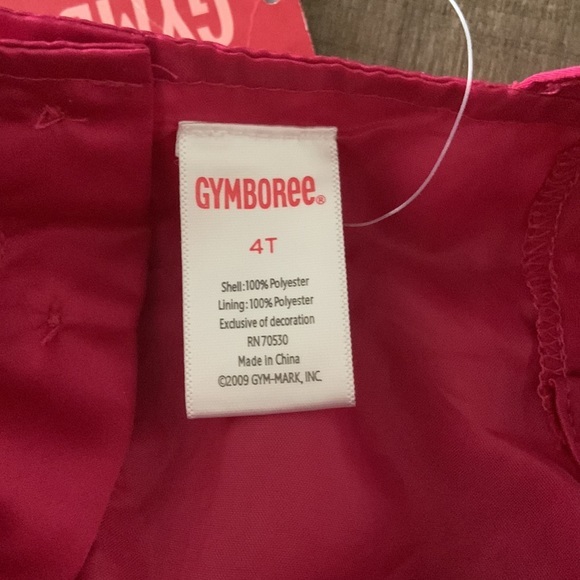 GYMB
GYMBOREE®
4T
Shell:100% Polyester
Lining:100% Polyester
Exclusive of decoration
RN 70530
Made In China
©2009 GYM-MARK, INC.